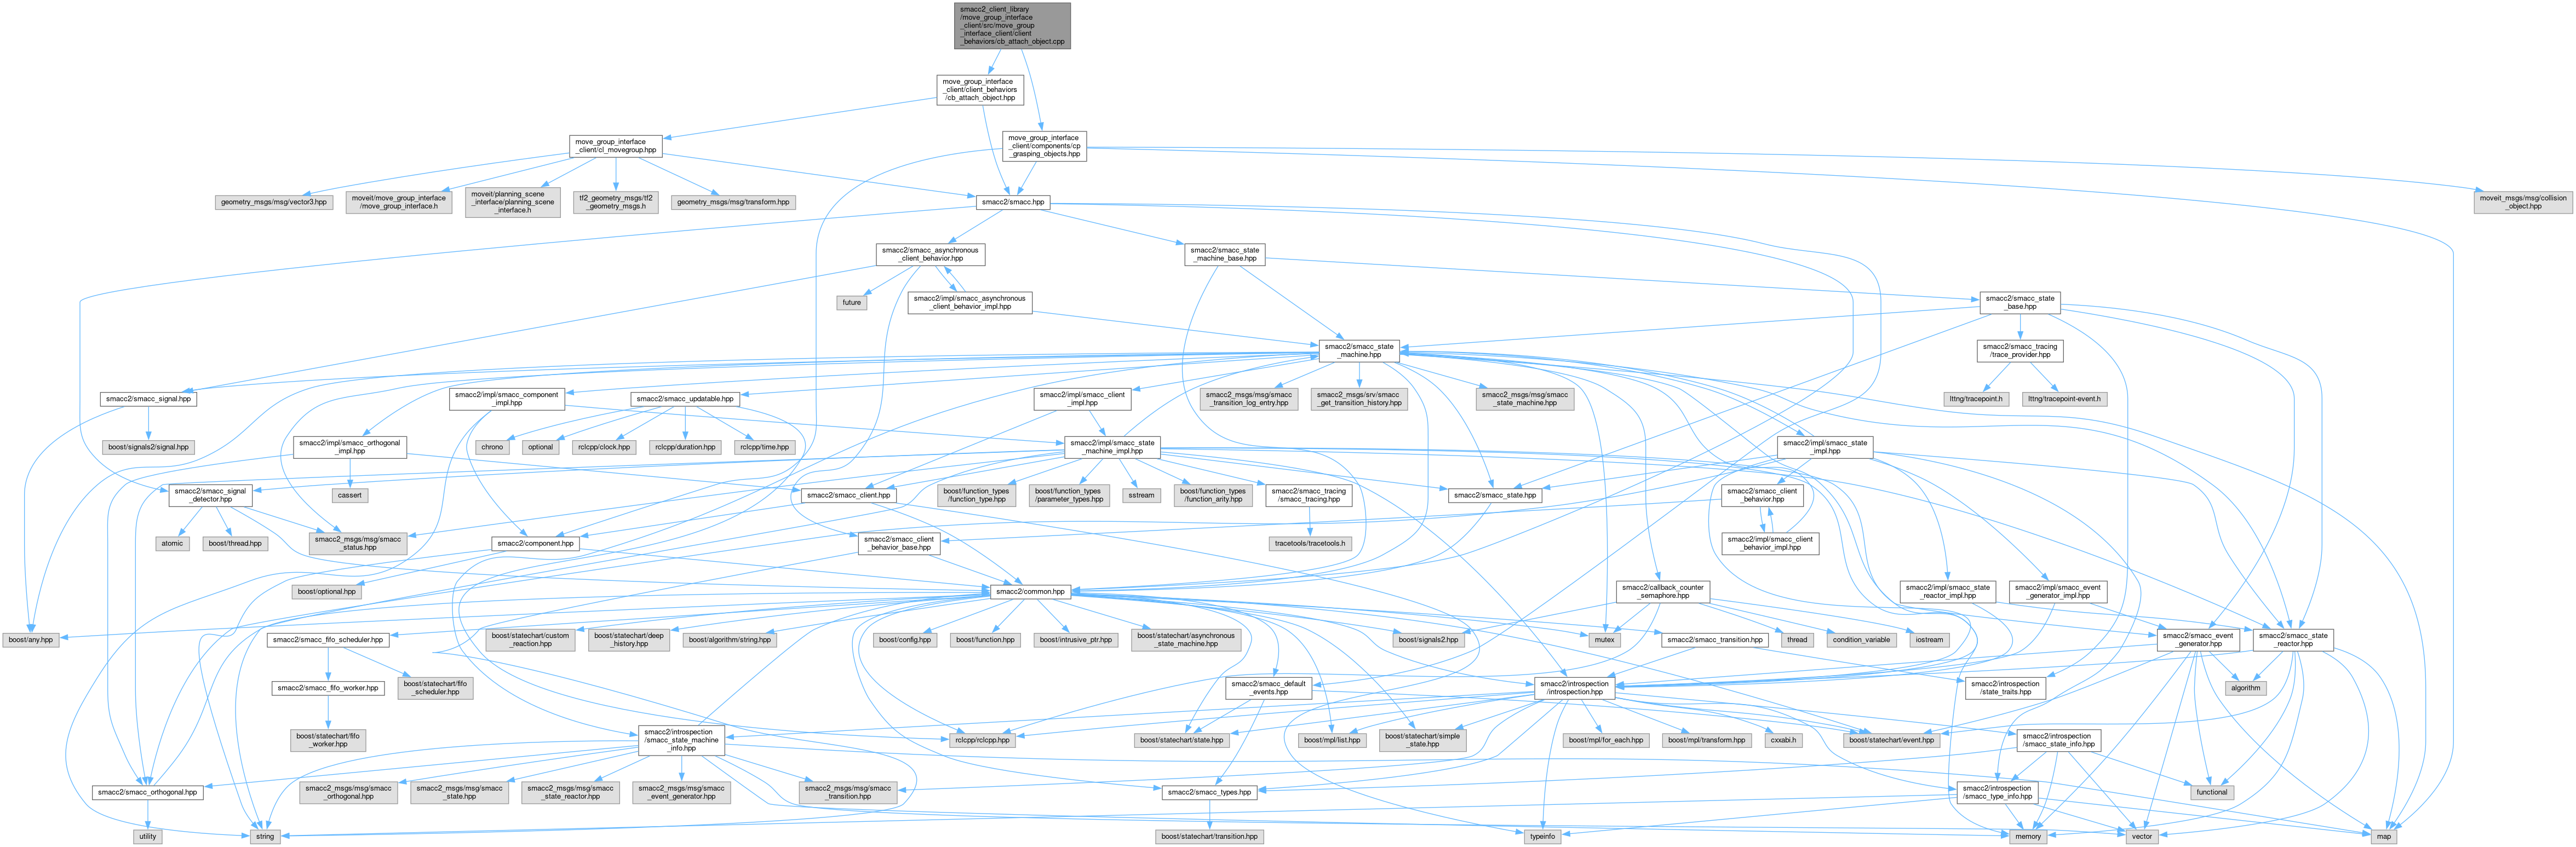 smacc2_client_library
/move_group_interface
_client/src/move_group
_interface_client/client
_behaviors/cb_attach_object.cpp
move_group_interface
_client/client_behaviors
/cb_attach_object.hpp
move_group_interface
_client/cl_movegroup.hpp
move_group_interface
_client/components/cp
_grasping_objects.hpp
geometry_msgs/msg/vector3.hpp
moveit/move_group_interface
/move_group_interface.h
moveit/planning_scene
_interface/planning_scene
_interface.h
tf2_geometry_msgs/tf2
_geometry_msgs.h
geometry_msgs/msg/transform.hpp
smacc2/smacc.hpp
moveit_msgs/msg/collision
_object.hpp
smacc2/smacc_asynchronous
_client_behavior.hpp
smacc2/smacc_state
_machine_base.hpp
future
smacc2/impl/smacc_asynchronous
_client_behavior_impl.hpp
smacc2/smacc_state
_base.hpp
smacc2/smacc_state
_machine.hpp
smacc2/smacc_tracing
/trace_provider.hpp
smacc2/smacc_signal.hpp
smacc2/impl/smacc_component
_impl.hpp
smacc2/smacc_updatable.hpp
smacc2/impl/smacc_client
_impl.hpp
smacc2_msgs/msg/smacc
_transition_log_entry.hpp
smacc2_msgs/srv/smacc
_get_transition_history.hpp
smacc2_msgs/msg/smacc
_state_machine.hpp
lttng/tracepoint.h
lttng/tracepoint-event.h
boost/signals2/signal.hpp
smacc2/impl/smacc_orthogonal
_impl.hpp
chrono
optional
rclcpp/clock.hpp
rclcpp/duration.hpp
rclcpp/time.hpp
smacc2/impl/smacc_state
_machine_impl.hpp
smacc2/impl/smacc_state
_impl.hpp
smacc2/smacc_signal
_detector.hpp
cassert
smacc2/smacc_client.hpp
boost/function_types
/function_type.hpp
boost/function_types
/parameter_types.hpp
sstream
boost/function_types
/function_arity.hpp
smacc2/smacc_tracing
/smacc_tracing.hpp
smacc2/smacc_state.hpp
smacc2/smacc_client
_behavior.hpp
atomic
boost/thread.hpp
smacc2_msgs/msg/smacc
_status.hpp
smacc2/component.hpp
smacc2/smacc_client
_behavior_base.hpp
tracetools/tracetools.h
smacc2/impl/smacc_client
_behavior_impl.hpp
boost/optional.hpp
smacc2/common.hpp
smacc2/callback_counter
_semaphore.hpp
smacc2/impl/smacc_state
_reactor_impl.hpp
smacc2/impl/smacc_event
_generator_impl.hpp
boost/any.hpp
smacc2/smacc_fifo_scheduler.hpp
boost/statechart/custom
_reaction.hpp
boost/statechart/deep
_history.hpp
boost/algorithm/string.hpp
boost/config.hpp
boost/function.hpp
boost/intrusive_ptr.hpp
boost/statechart/asynchronous
_state_machine.hpp
boost/signals2.hpp
mutex
smacc2/smacc_transition.hpp
thread
condition_variable
iostream
smacc2/smacc_event
_generator.hpp
smacc2/smacc_state
_reactor.hpp
smacc2/smacc_fifo_worker.hpp
boost/statechart/fifo
_scheduler.hpp
smacc2/smacc_default
_events.hpp
smacc2/introspection
/introspection.hpp
smacc2/introspection
/state_traits.hpp
algorithm
boost/statechart/fifo
_worker.hpp
smacc2/introspection
/smacc_state_machine
_info.hpp
rclcpp/rclcpp.hpp
boost/statechart/state.hpp
boost/mpl/list.hpp
boost/statechart/simple
_state.hpp
boost/mpl/for_each.hpp
boost/mpl/transform.hpp
cxxabi.h
boost/statechart/event.hpp
smacc2/introspection
/smacc_state_info.hpp
smacc2/smacc_orthogonal.hpp
smacc2_msgs/msg/smacc
_orthogonal.hpp
smacc2_msgs/msg/smacc
_state.hpp
smacc2_msgs/msg/smacc
_state_reactor.hpp
smacc2_msgs/msg/smacc
_event_generator.hpp
smacc2_msgs/msg/smacc
_transition.hpp
smacc2/smacc_types.hpp
smacc2/introspection
/smacc_type_info.hpp
functional
utility
string
boost/statechart/transition.hpp
typeinfo
memory
vector
map